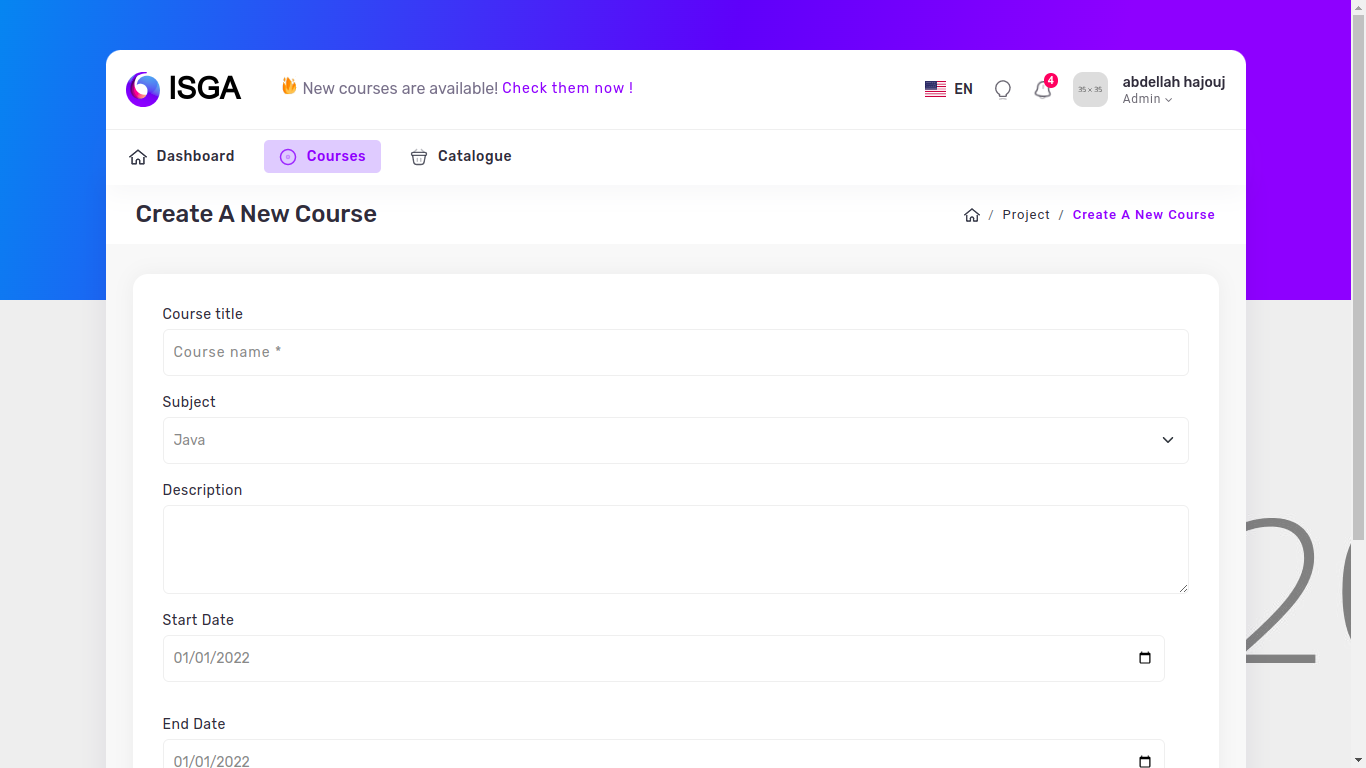 ISGA
New courses are available! Check them now !
EN
4
35 × 35
abdellah hajouj
Admin
Dashboard
Courses
Catalogue
Create A New Course
/ Project / Create A New Course
Course title
Course name *
Subject
Java
Description
Start Date
01/01/2022
End Date
01/01/2022
2